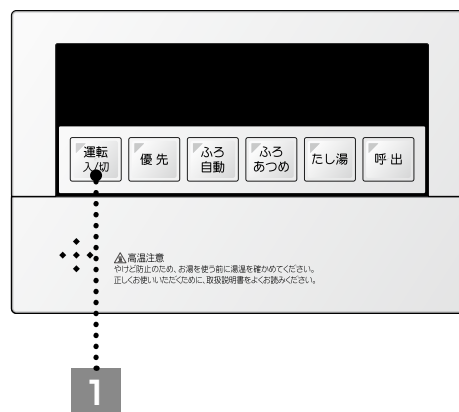 運転
入/切
優先
ふろ
自動
ふろ
あつめ
たし湯
呼出
高温注意
やけど防止のため、お湯を使う前に湯温を確かめてください。
正しくお使いいただくために、取扱説明書をよくお読みください。
1